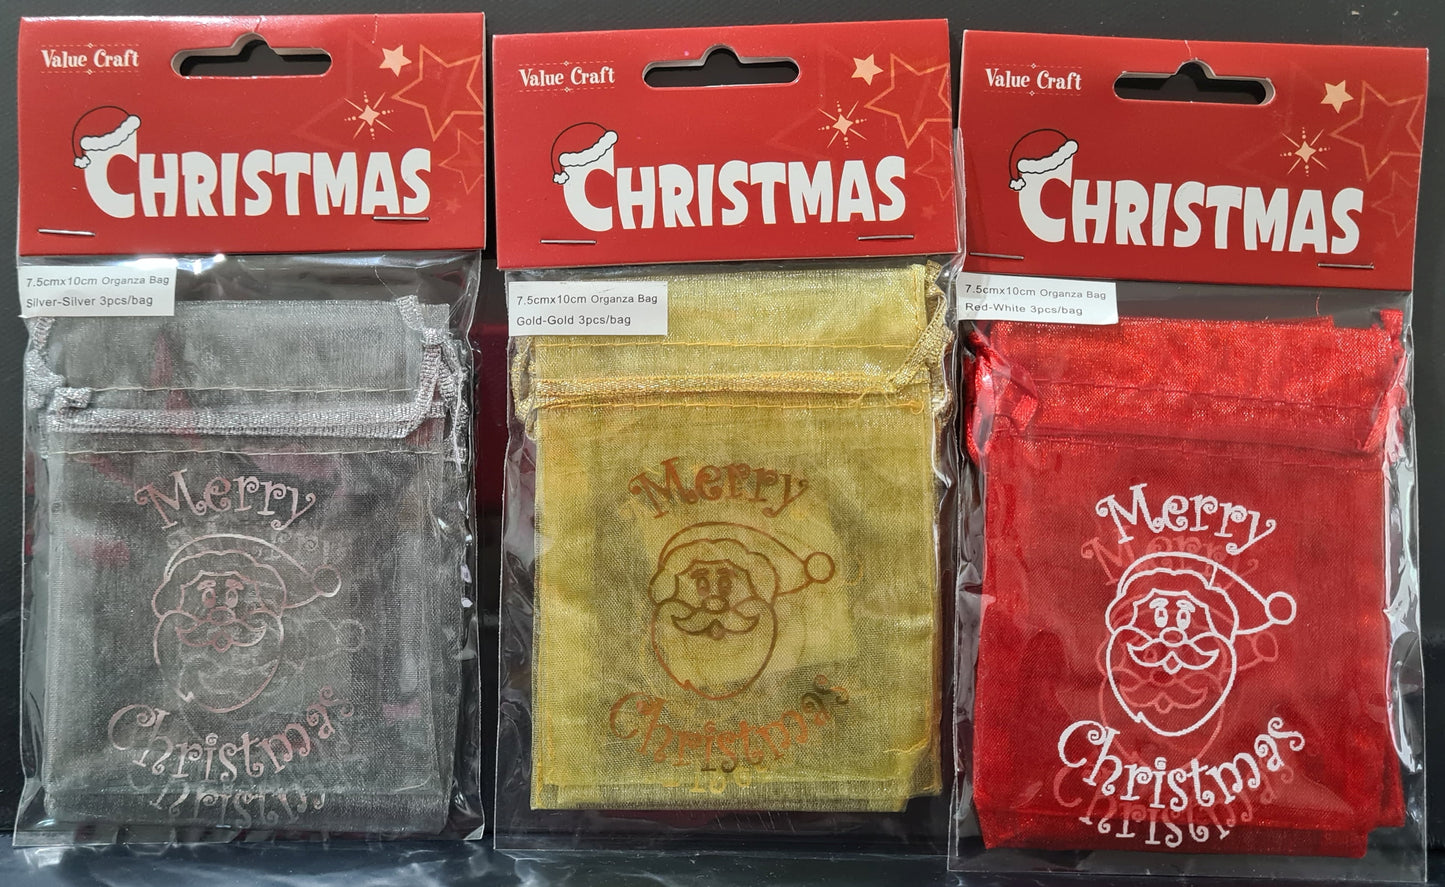 Value Craft
CHRISTMAS
7.5cmx10cm Organza Bag
Silver-Silver 3pcs/bag
Merry
Christmas
Value Craft
CHRISTMAS
7.5cmx10cm Organza Bag
Gold-Gold 3pcs/bag
Merry
Christmas
Value Craft
CHRISTMAS
7.5cmx10cm Organza Bag
Red-White 3pcs/bag
Merry
Christmas